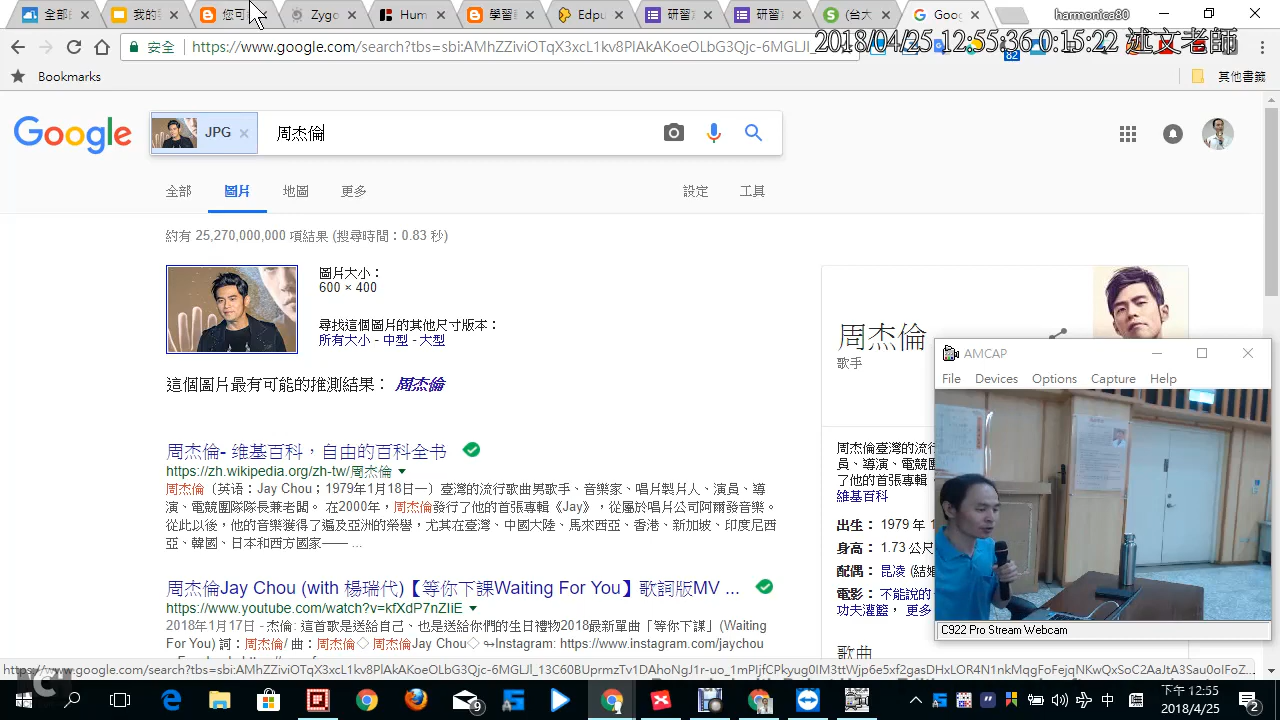 全部
我的
您可
Zygo
Hum
學習
Edpu
研習
研習
(台大
Goo
harmonica80
安全
https://www.google.com/search?tbs=sbi:AMhZZiviOTqX3xcL1kv8PlAkAKoeOLbG3Qjc-6MGLJl_
2018/04/25 12:55:36 0:15:22 述文老師
82
Bookmarks
其他書籤
Google
JPG
周杰倫
全部
圖片
地圖
更多
設定
工具
約有 25,270,000,000 項結果 (搜尋時間：0.83 秒)
圖片大小：
600 × 400
尋找這個圖片的其他尺寸版本：
所有大小 - 中型 - 大型
這個圖片最有可能的推測結果： 周杰倫
周杰倫- 维基百科，自由的百科全书
https://zh.wikipedia.org/zh-tw/周杰倫
周杰倫（英语：Jay Chou；1979年1月18日－）臺灣的流行歌曲男歌手、音樂家、唱片製片人、演員、導
演、電競團隊隊長兼老闆。 在2000年，周杰倫發行了他的首張專輯《Jay》，從屬於唱片公司阿爾發音樂。
從此以後，他的音樂獲得了遍及亞洲的榮譽，尤其在臺灣、中國大陸、馬來西亞、香港、新加坡、印度尼西
亞、韓國、日本和西方國家—— ...
周杰倫Jay Chou (with 楊瑞代)【等你下課Waiting For You】歌詞版MV ...
https://www.youtube.com/watch?v=kfXdP7nZIiE
2018年1月17日 - 杰倫: 這首歌是送給自己、也是送給你們的生日禮物2018最新單曲「等你下課」(Waiting
For You) 詞：周杰倫/ 曲：周杰倫◇ 周杰倫Jay Chou◇ ↪Instagram: https://www.instagram.com/jaychou
周杰倫
歌手
周杰倫臺灣的流行
員、導演、電競團
了他的首張專輯
維基百科
出生： 1979 年 1
身高： 1.73 公尺
配偶： 昆凌 (結婚
電影： 不能說的
功夫灌籃， 更多
歌曲
AMCAP
File Devices Options Capture Help
C922 Pro Stream Webcam
9
中
下午 12:55
2018/4/25
2